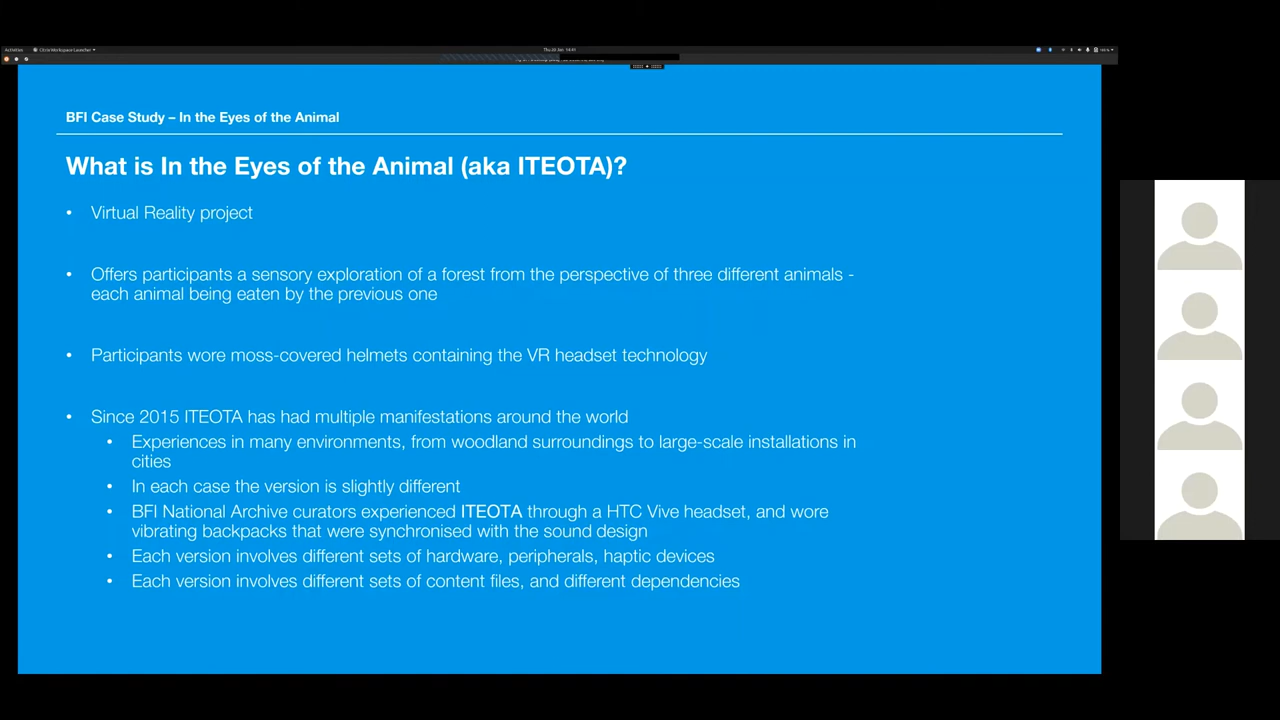 Activities Citrix Workspace Launcher
BFI Case Study – In the Eyes of the Animal
What is In the Eyes of the Animal (aka ITEOTA)?
• Virtual Reality project
• Offers participants a sensory exploration of a forest from the perspective of three different animals -
each animal being eaten by the previous one
• Participants wore moss-covered helmets containing the VR headset technology
• Since 2015 ITEOTA has had multiple manifestations around the world
• Experiences in many environments, from woodland surroundings to large-scale installations in
cities
• In each case the version is slightly different
• BFI National Archive curators experienced ITEOTA through a HTC Vive headset, and wore
vibrating backpacks that were synchronised with the sound design
• Each version involves different sets of hardware, peripherals, haptic devices
• Each version involves different sets of content files, and different dependencies